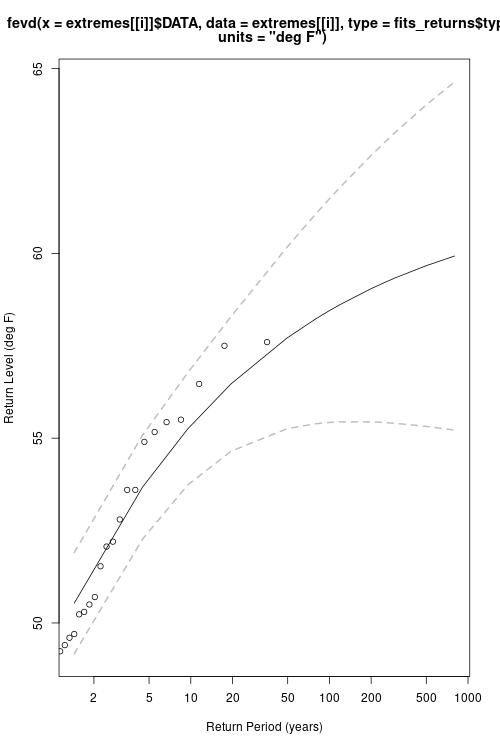 fevd(x = extremes[[i]]$DATA, data = extremes[[i]], type = fits_returns$typ
units = "deg F")
65
60
55
50
Return Level (deg F)
2 5 10 20 50 100 200 500 1000
Return Period (years)